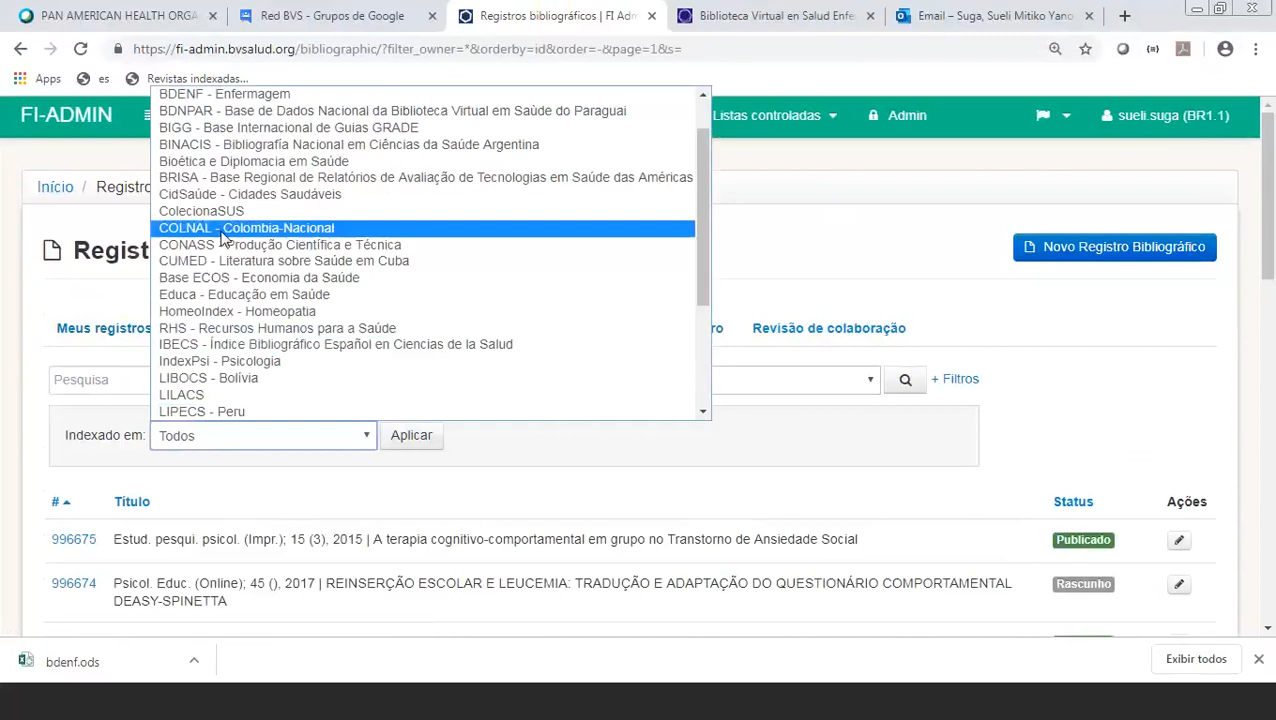 PAN AMERICAN HEALTH ORGA
Red BVS - Grupos de Google
Registros bibliográficos | FI Adm
Biblioteca Virtual en Salud Enfe
Email – Suga, Sueli Mitiko Yano
https://fi-admin.bvsalud.org/bibliographic/?filter_owner=*&orderby=id&order=-&page=1&s=
Apps
es
Revistas indexadas...
FI-ADMIN
Listas controladas
Admin
sueli.suga (BR1.1)
BDENF - Enfermagem
BDNPAR - Base de Dados Nacional da Biblioteca Virtual em Saùde do Paraguai
BIGG - Base Internacional de Guias GRADE
BINACIS - Bibliografía Nacional em Ciências da Saúde Argentina
Bioética e Diplomacia em Saúde
BRISA - Base Regional de Relatórios de Avaliação de Tecnologias em Saúde das Américas
CidSaúde - Cidades Saudáveis
ColecionaSUS
COLNAL - Colombia-Nacional
CONASS - Produção Científica e Técnica
CUMED - Literatura sobre Saúde em Cuba
Base ECOS - Economia da Saúde
Educa - Educação em Saúde
HomeoIndex - Homeopatia
RHS - Recursos Humanos para a Saúde
IBECS - Índice Bibliográfico Español en Ciencias de la Salud
IndexPsi - Psicologia
LIBOCS - Bolívia
LILACS
LIPECS - Peru
Início / Registro
Regist
Novo Registro Bibliográfico
Meus registros
ro
Revisão de colaboração
Pesquisa
+ Filtros
Indexado em:
Todos
Aplicar
#
Título
Status
Ações
996675
Estud. pesqui. psicol. (Impr.); 15 (3), 2015 | A terapia cognitivo-comportamental em grupo no Transtorno de Ansiedade Social
Publicado
996674
Psicol. Educ. (Online); 45 (), 2017 | REINSERÇÃO ESCOLAR E LEUCEMIA: TRADUÇÃO E ADAPTAÇÃO DO QUESTIONÁRIO COMPORTAMENTAL
DEASY-SPINETTA
Rascunho
bdenf.ods
Exibir todos